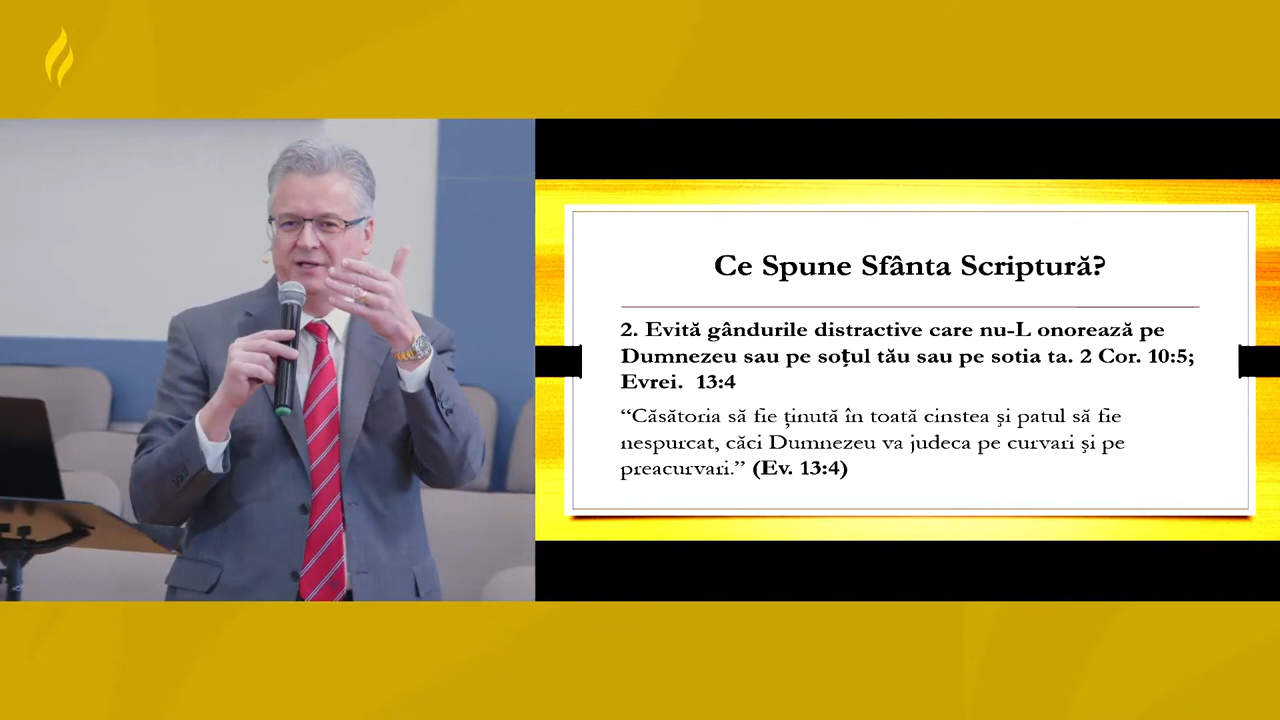 Ce Spune Sfânta Scriptură?
2. Evită gândurile distractive care nu-L onorează pe
Dumnezeu sau pe soțul tău sau pe sotia ta. 2 Cor. 10:5;
Evrei.  13:4
“Căsătoria să fie ținută în toată cinstea și patul să fie
nespurcat, căci Dumnezeu va judeca pe curvari și pe
preacurvari.” (Ev. 13:4)